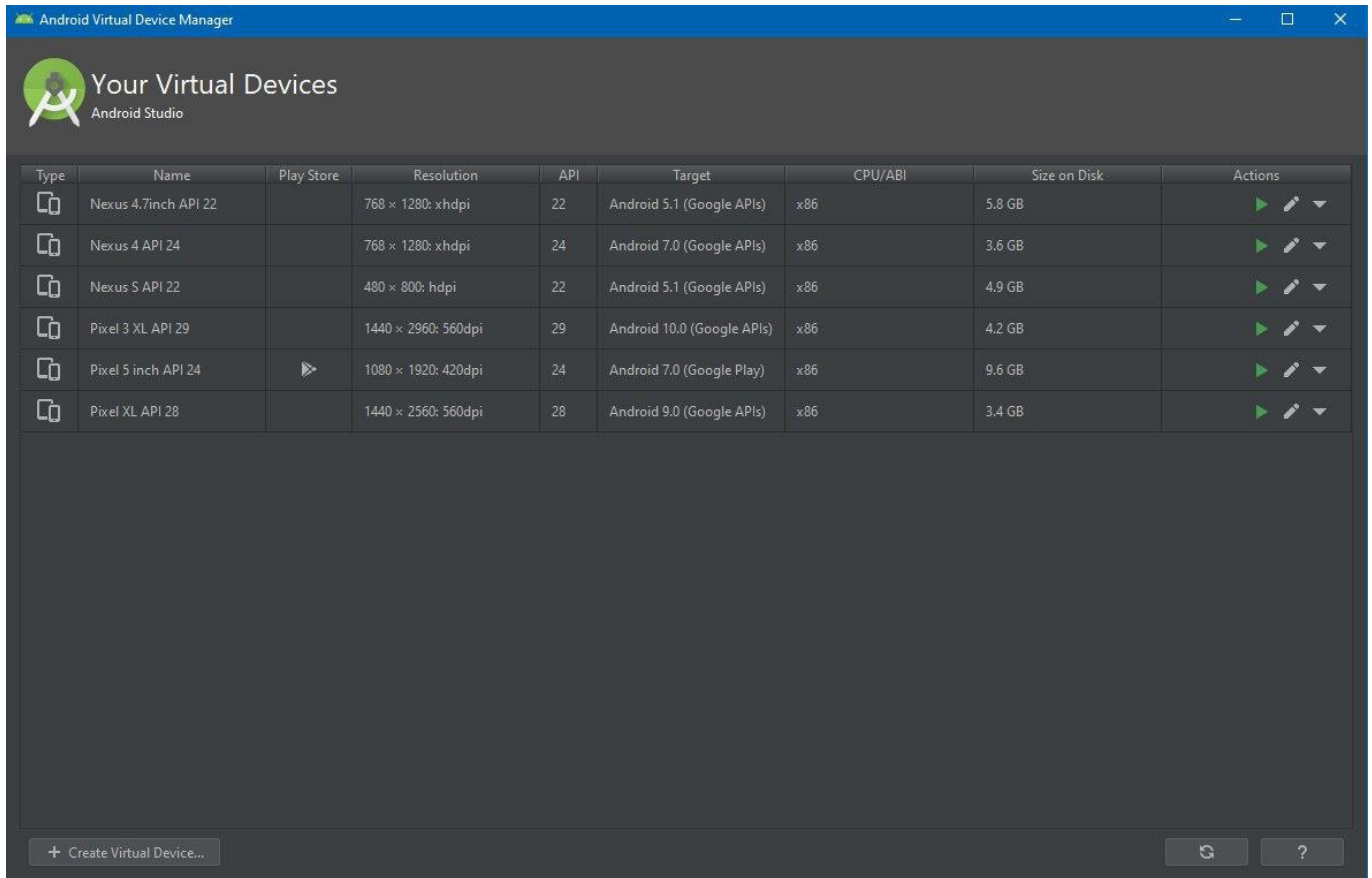 Android Virtual Device Manager
Your Virtual Devices
Android Studio
Type Name Play Store Resolution API Target CPU/ABI Size on Disk Actions
Nexus 4.7inch API 22 768 × 1280: xhdpi 22 Android 5.1 (Google APIs) x86 5.8 GB
Nexus 4 API 24 768 × 1280: xhdpi 24 Android 7.0 (Google APIs) x86 3.6 GB
Nexus S API 22 480 × 800: hdpi 22 Android 5.1 (Google APIs) x86 4.9 GB
Pixel 3 XL API 29 1440 × 2960: 560dpi 29 Android 10.0 (Google APIs) x86 4.2 GB
Pixel 5 inch API 24 1080 × 1920: 420dpi 24 Android 7.0 (Google Play) x86 9.6 GB
Pixel XL API 28 1440 × 2560: 560dpi 28 Android 9.0 (Google APIs) x86 3.4 GB
+ Create Virtual Device... ?